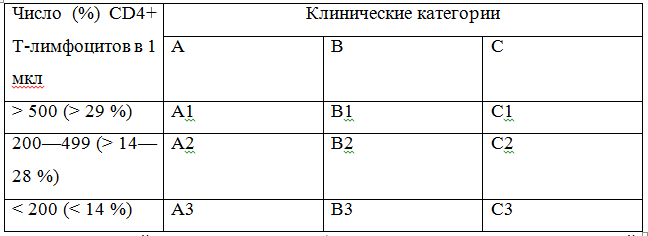 Число (%) CD4+
Т-лимфоцитов в 1
мкл
Клинические категории
A
B
C
> 500 (> 29 %)
A1
B1
C1
200—499 (> 14—
28 %)
A2
B2
C2
< 200 (< 14 %)
A3
B3
C3